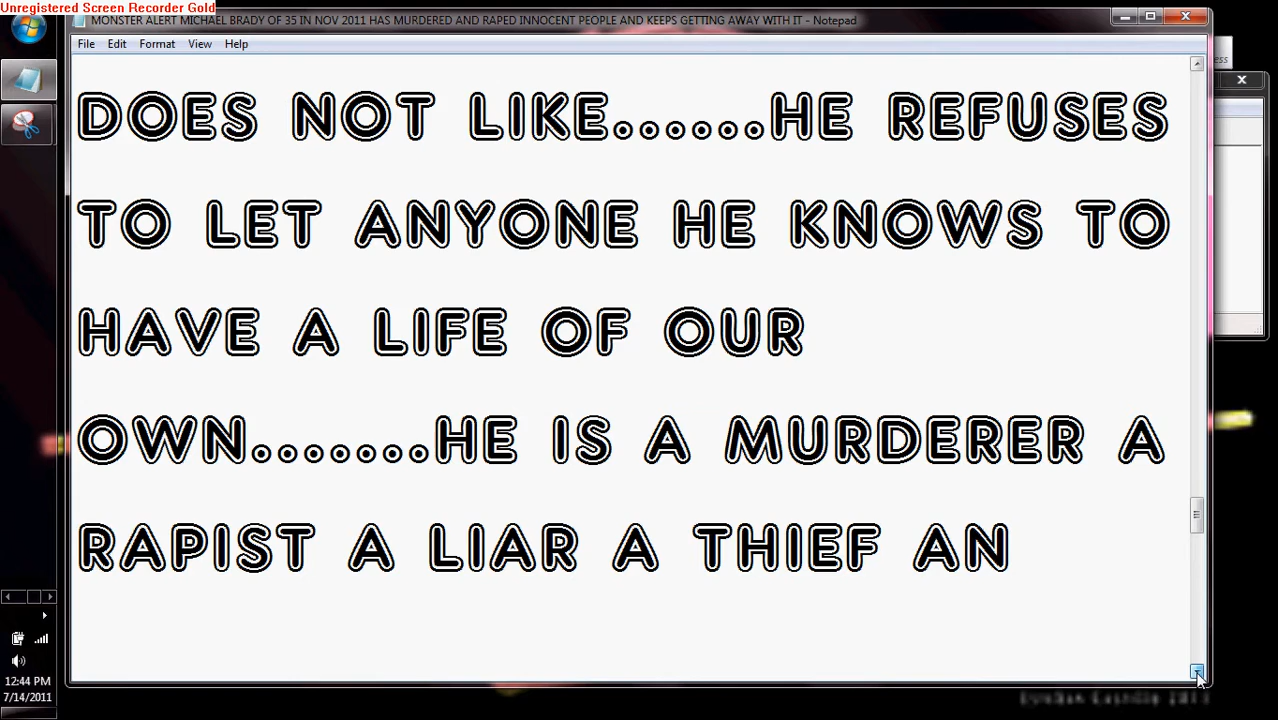 Unregistered Screen Recorder Gold
MONSTER ALERT MICHAEL BRADY OF 35 IN NOV 2011 HAS MURDERED AND RAPED INNOCENT PEOPLE AND KEEPS GETTING AWAY WITH IT - Notepad
File Edit Format View Help
DOES NOT LIKE......HE REFUSES
TO LET ANYONE HE KNOWS TO
HAVE A LIFE OF OUR
OWN.......HE IS A MURDERER A
RAPIST A LIAR A THIEF AN
12:44 PM
7/14/2011